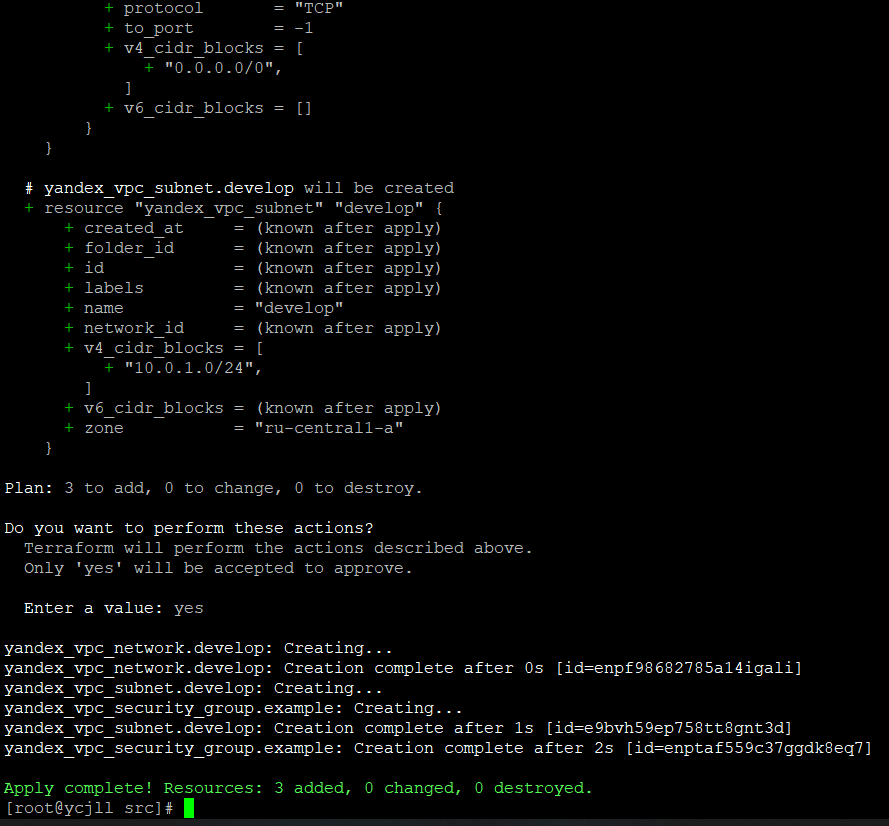 + protocol       = "TCP"
+ to_port        = -1
+ v4_cidr_blocks = [
+ "0.0.0.0/0",
]
+ v6_cidr_blocks = []
}
}
# yandex_vpc_subnet.develop will be created
+ resource "yandex_vpc_subnet" "develop" {
+ created_at     = (known after apply)
+ folder_id      = (known after apply)
+ id             = (known after apply)
+ labels         = (known after apply)
+ name           = "develop"
+ network_id     = (known after apply)
+ v4_cidr_blocks = [
+ "10.0.1.0/24",
]
+ v6_cidr_blocks = (known after apply)
+ zone           = "ru-central1-a"
}
Plan: 3 to add, 0 to change, 0 to destroy.
Do you want to perform these actions?
Terraform will perform the actions described above.
Only 'yes' will be accepted to approve.
Enter a value: yes
yandex_vpc_network.develop: Creating...
yandex_vpc_network.develop: Creation complete after 0s [id=enpf98682785a14igali]
yandex_vpc_subnet.develop: Creating...
yandex_vpc_security_group.example: Creating...
yandex_vpc_subnet.develop: Creation complete after 1s [id=e9bvh59ep758tt8gnt3d]
yandex_vpc_security_group.example: Creation complete after 2s [id=enptaf559c37ggdk8eq7]
Apply complete! Resources: 3 added, 0 changed, 0 destroyed.
[root@ycjll src]#